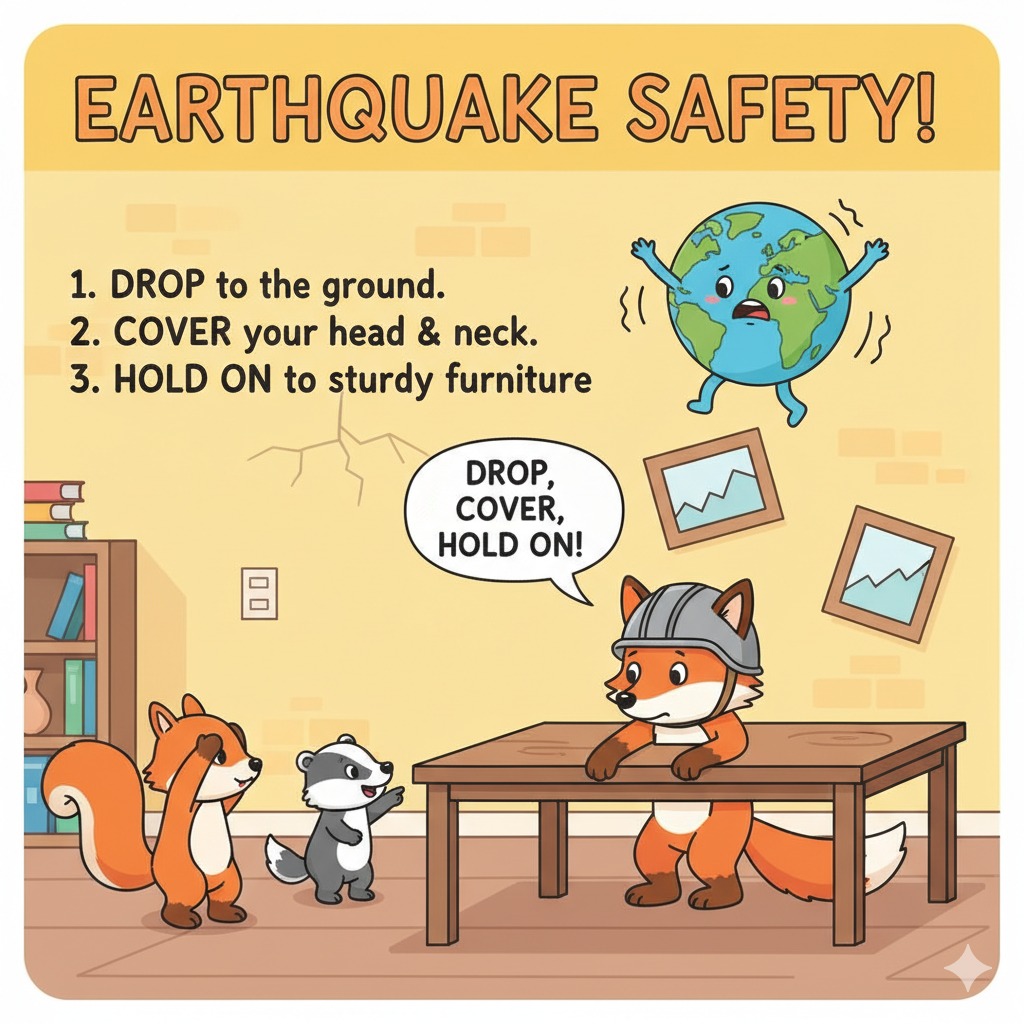 EARTHQUAKE SAFETY!
1. DROP to the ground.
2. COVER your head & neck.
3. HOLD ON to sturdy furniture
DROP,
COVER,
HOLD ON!